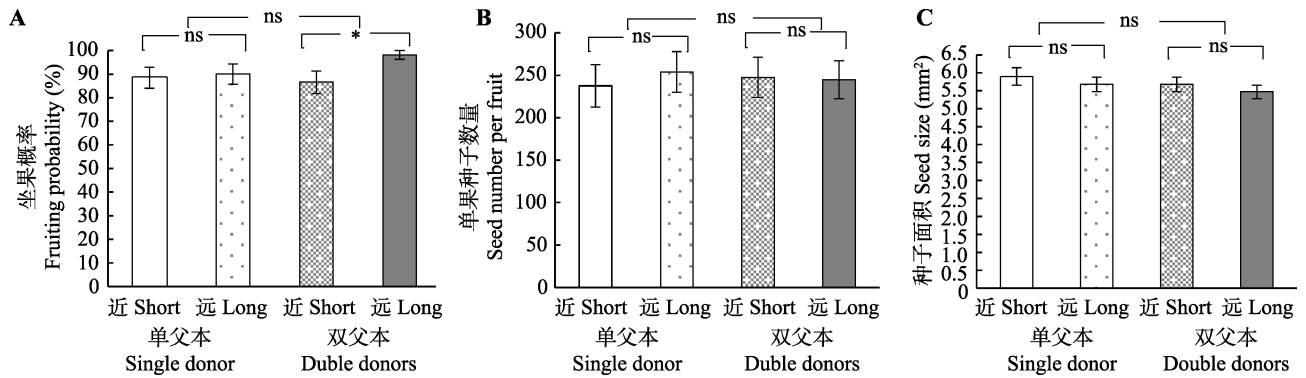 A
ns
ns
*
坐果概率
Fruiting probability (%)
100
90
80
70
60
50
40
30
20
10
0
近 Short 远 Long 近 Short 远 Long
单父本 双父本
Single donor Duble donors
B
ns
ns
ns
单果种子数量
Seed number per fruit
300
250
200
150
100
50
0
近 Short 远 Long 近 Short 远 Long
单父本 双父本
Single donor Duble donors
C
ns
ns
ns
种子面积 Seed size (mm²)
6.5
6.0
5.5
5.0
4.5
4.0
3.5
3.0
2.5
2.0
1.5
1.0
0.5
0
近 Short 远 Long 近 Short 远 Long
单父本 双父本
Single donor Double donors